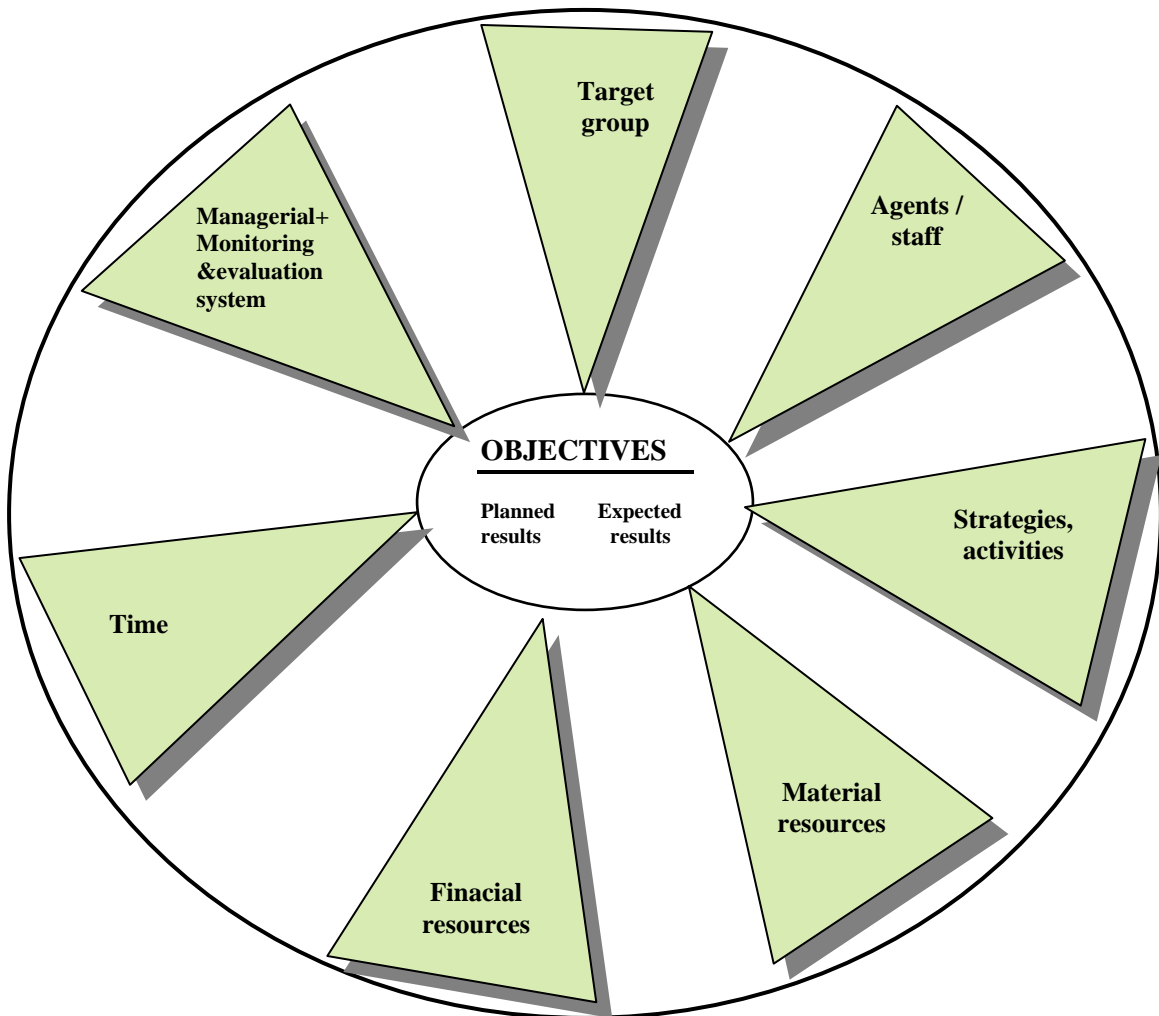 Target
group
Agents /
staff
Managerial+
Monitoring
&evaluation
system
OBJECTIVES
Planned results
Expected results
Strategies,
activities
Time
Material
resources
Finacial
resources